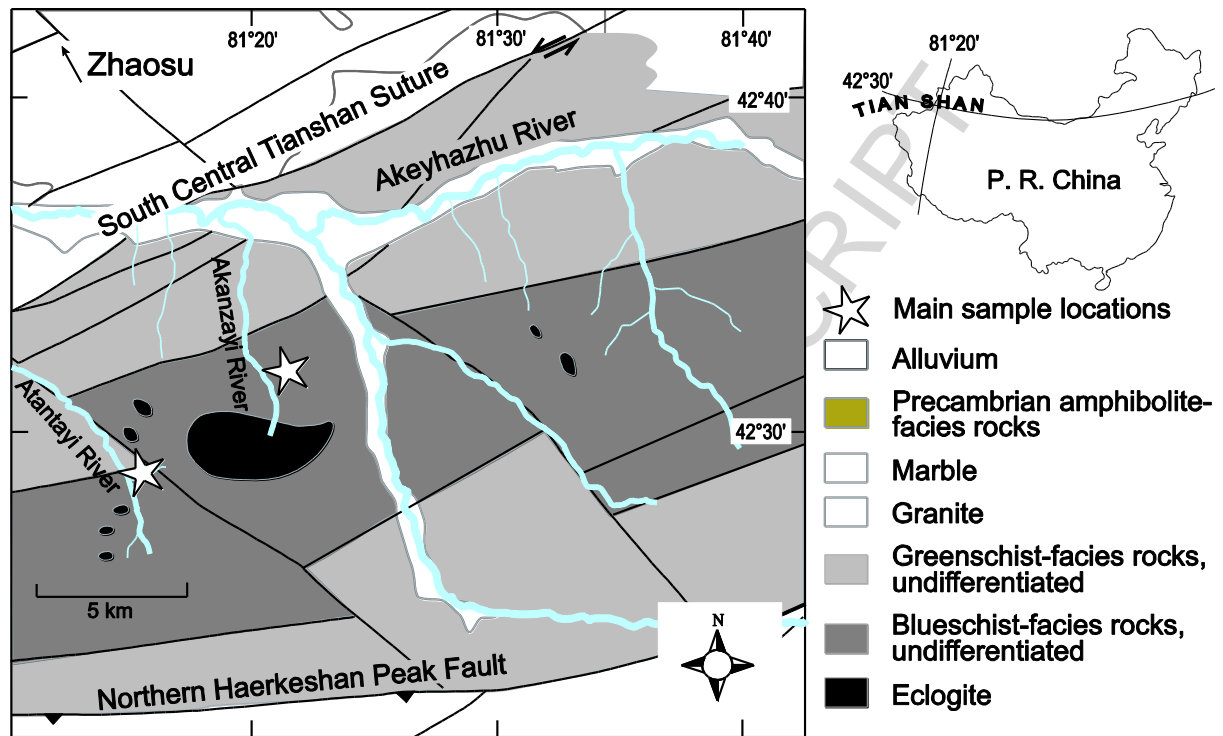 81°20'
81°30'
81°40'
Zhaosu
South Central Tianshan Suture
42°40'
Akeyhazhu River
Akanzayi River
Atantayi River
42°30'
5 km
N
Northern Haerkeshan Peak Fault
81°20'
42°30'
TIAN SHAN
P. R. China
CRIPT
Main sample locations
Alluvium
Precambrian amphibolite-
facies rocks
Marble
Granite
Greenschist-facies rocks,
undifferentiated
Blueschist-facies rocks,
undifferentiated
Eclogite